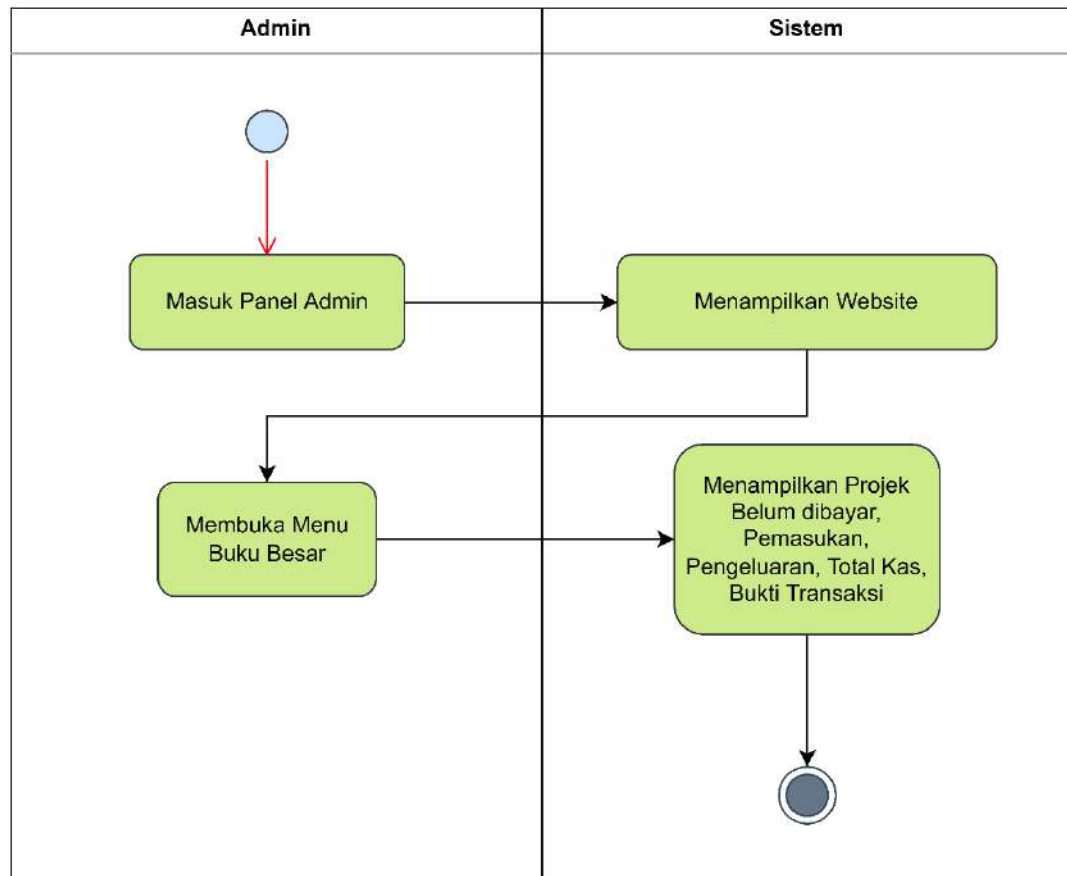 Admin
Sistem
Masuk Panel Admin
Menampilkan Website
Membuka Menu
Buku Besar
Menampilkan Projek
Belum dibayar,
Pemasukan,
Pengeluaran, Total Kas,
Bukti Transaksi